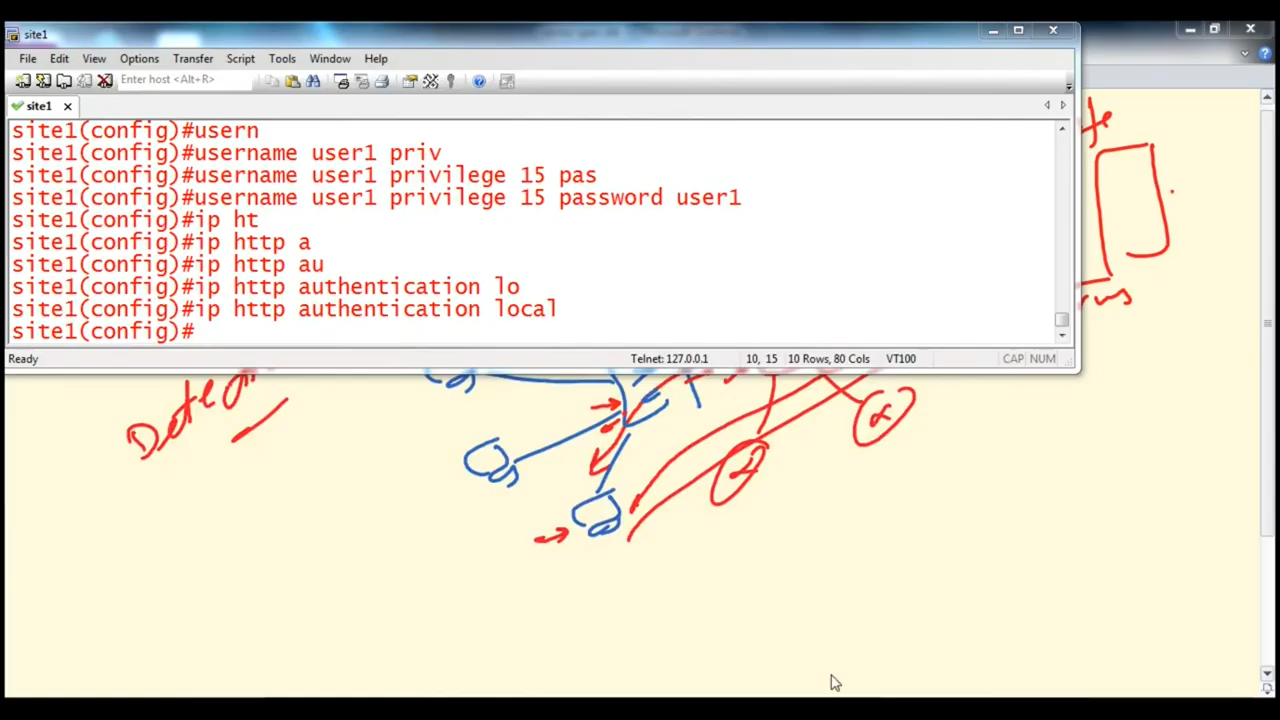 site1
File Edit View Transfer Script Tools Window Help
Enter host <Alt+R>
site1
site1(config)#usern
site1(config)#username user1 priv
site1(config)#username user1 privilege 15 pas
site1(config)#username user1 privilege 15 password user1
site1(config)#ip ht
site1(config)#ip http a
site1(config)#ip http au
site1(config)#ip http authentication lo
site1(config)#ip http authentication local
site1(config)#
Ready Telnet: 127.0.0.1 10, 15 10 Rows, 80 Cols VT100 CAP NUM